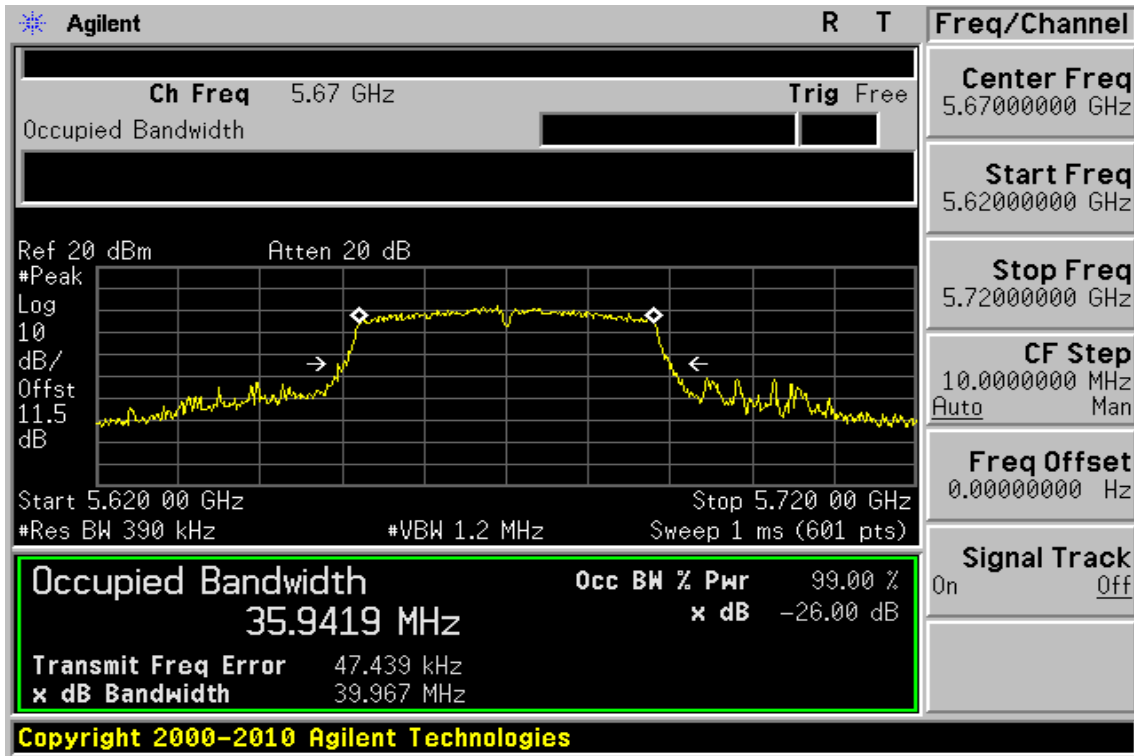 Agilent R T
Freq/Channel
Ch Freq 5.67 GHz Trig Free
Occupied Bandwidth
Center Freq
5.67000000 GHz
Start Freq
5.62000000 GHz
Stop Freq
5.72000000 GHz
CF Step
10.0000000 MHz
Auto Man
Freq Offset
0.00000000 Hz
Signal Track
On Off
Ref 20 dBm Atten 20 dB
#Peak
Log
10
dB/
Offst
11.5
dB
Start 5.620 00 GHz Stop 5.720 00 GHz
#Res BW 390 kHz #VBW 1.2 MHz Sweep 1 ms (601 pts)
Occupied Bandwidth Occ BW % Pwr 99.00 %
35.9419 MHz x dB -26.00 dB
Transmit Freq Error 47.439 kHz
x dB Bandwidth 39.967 MHz
Copyright 2000-2010 Agilent Technologies